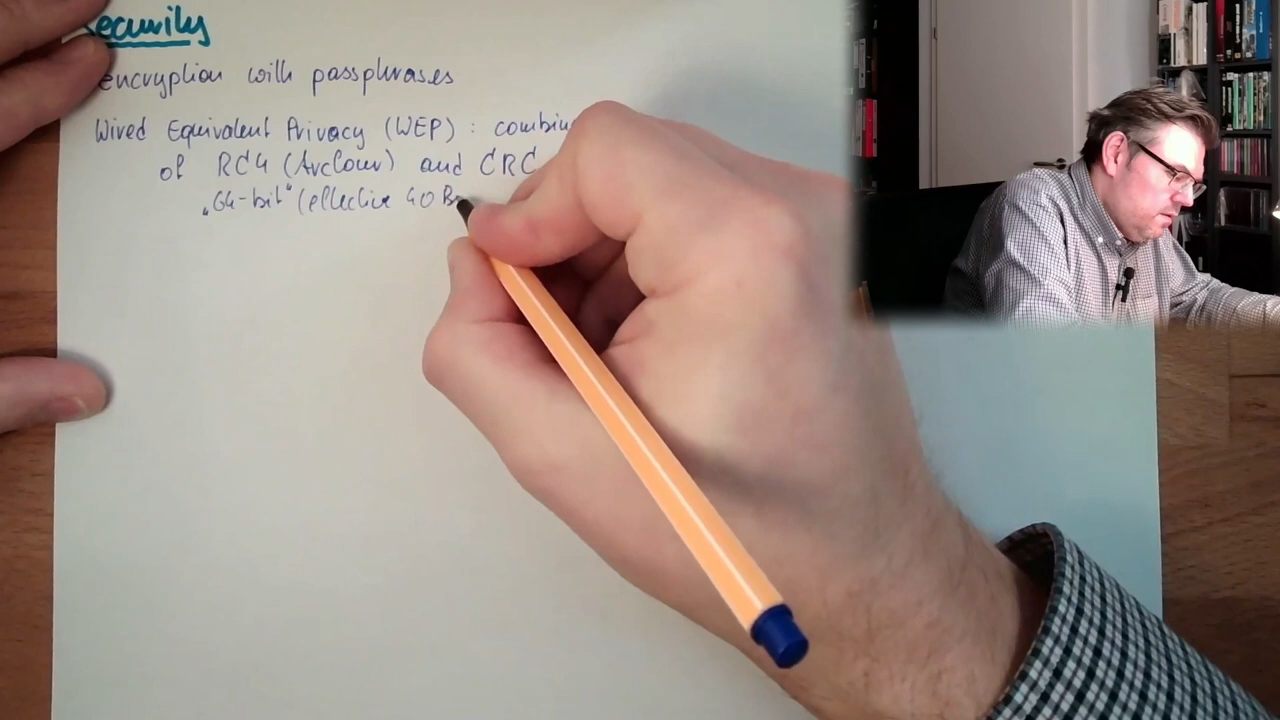 Security
encryption with passphrases
Wired Equivalent Privacy (WEP) : combin
of RC4 (Arcfour) and CRC
„64-bit“ (effective 40 B